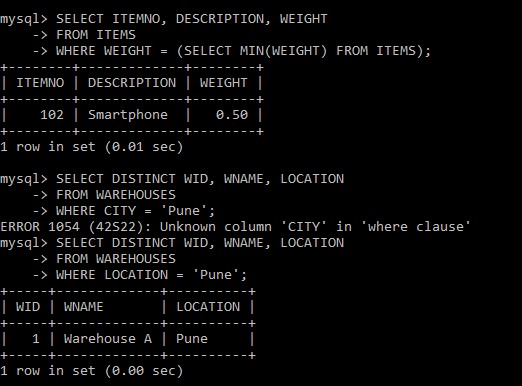 mysql> SELECT ITEMNO, DESCRIPTION, WEIGHT
    -> FROM ITEMS
    -> WHERE WEIGHT = (SELECT MIN(WEIGHT) FROM ITEMS);
+--------+-------------+--------+
| ITEMNO | DESCRIPTION | WEIGHT |
+--------+-------------+--------+
|    102 | Smartphone  |   0.50 |
+--------+-------------+--------+
1 row in set (0.01 sec)

mysql> SELECT DISTINCT WID, WNAME, LOCATION
    -> FROM WAREHOUSES
    -> WHERE CITY = 'Pune';
ERROR 1054 (42S22): Unknown column 'CITY' in 'where clause'
mysql> SELECT DISTINCT WID, WNAME, LOCATION
    -> FROM WAREHOUSES
    -> WHERE LOCATION = 'Pune';
+-----+-------------+----------+
| WID | WNAME       | LOCATION |
+-----+-------------+----------+
|   1 | Warehouse A | Pune     |
+-----+-------------+----------+
1 row in set (0.00 sec)